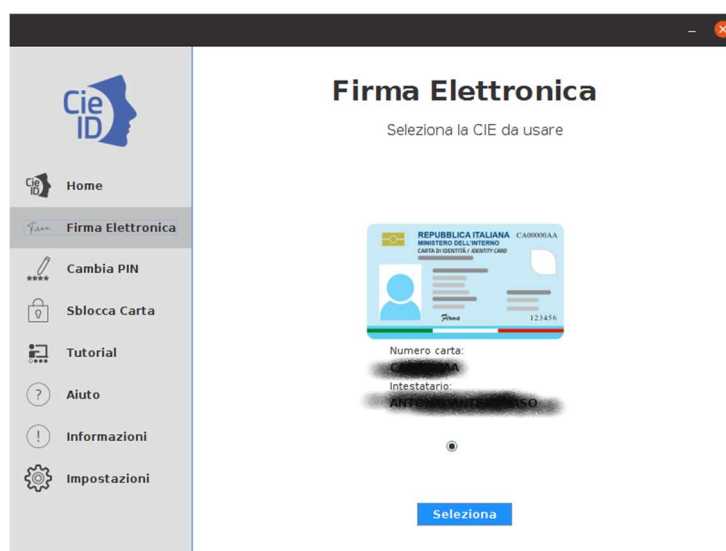 Cie
ID
Home
Firma Elettronica
Cambia PIN
Sblocca Carta
Tutorial
Aiuto
Informazioni
Impostazioni
Firma Elettronica
Seleziona la CIE da usare
REPUBBLICA ITALIANA CA00000AA
MINISTERO DELL'INTERNO
CARTA DI IDENTITÀ / IDENTITY CARD
Firma 123456
Numero carta:
Intestatario:
Seleziona